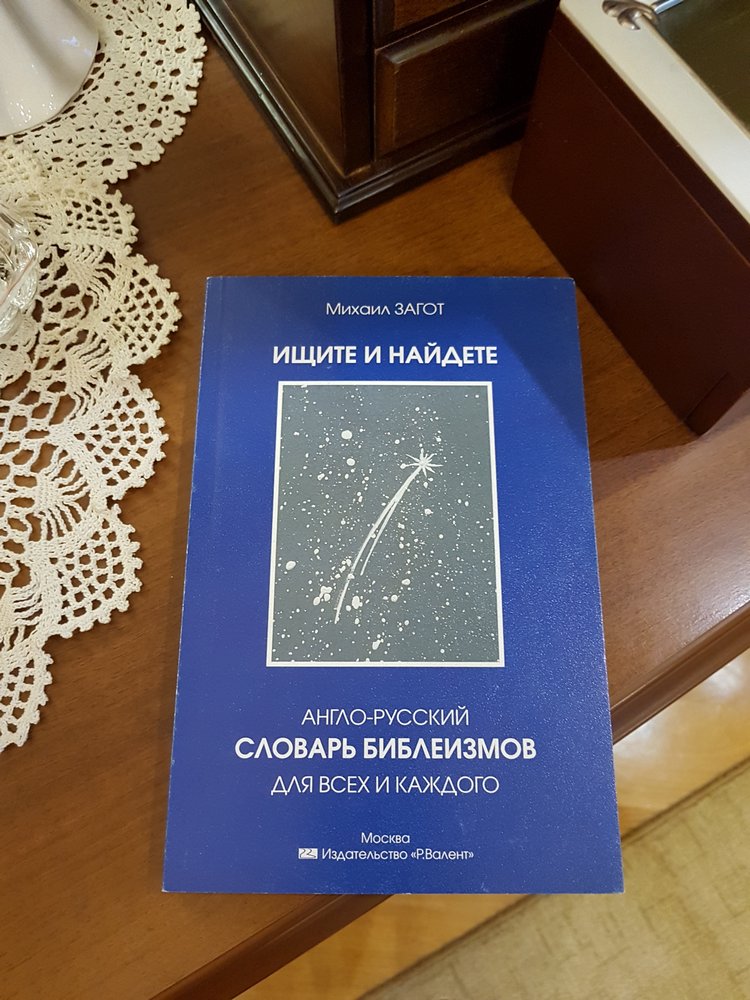 Михаил ЗАГОТ
ИЩИТЕ И НАЙДЕТЕ
АНГЛО-РУССКИЙ
СЛОВАРЬ БИБЛЕИЗМОВ
ДЛЯ ВСЕХ И КАЖДОГО
Москва
Издательство «Р.Валент»